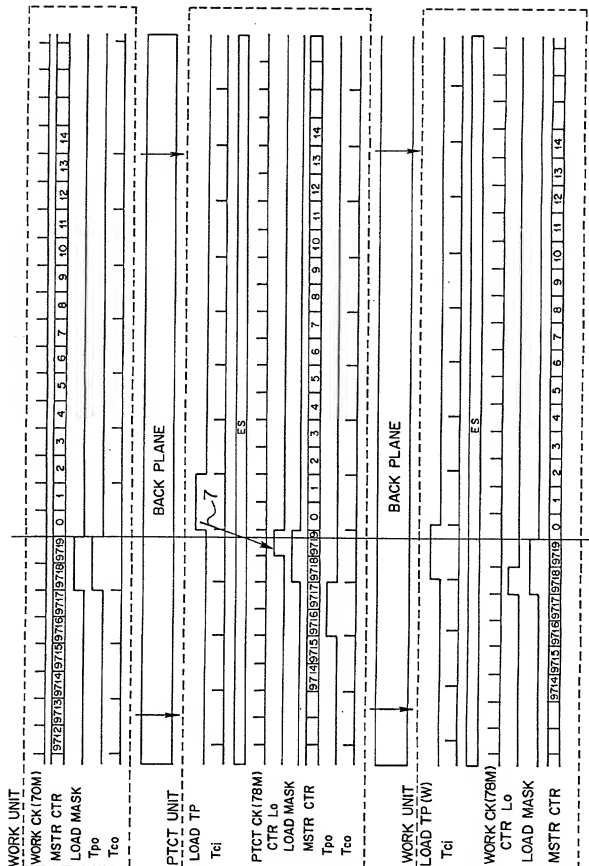 WORK UNIT
WORK CK (70M)
MSTR CTR 9712 9713 9714 9715 9716 9717 9718 9719 0 1 2 3 4 5 6 7 8 9 10 11 12 13 14
LOAD MASK
Tpo
Tco
BACK PLANE
PTCT UNIT
LOAD TP
7
Tci
ES
PTCT CK (78M)
CTR Lo
LOAD MASK
MSTR CTR 9714 9715 9716 9717 9718 9719 0 1 2 3 4 5 6 7 8 9 10 11 12 13 14
Tpo
Tco
BACK PLANE
WORK UNIT
LOAD TP (W)
Tci
ES
WORK CK (78M)
CTR Lo
LOAD MASK
MSTR CTR 9714 9715 9716 9717 9718 9719 0 1 2 3 4 5 6 7 8 9 10 11 12 13 14